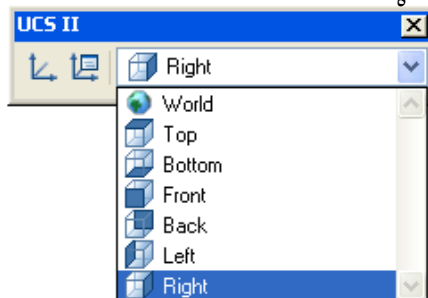 UCS II
Right
World
Top
Bottom
Front
Back
Left
Right